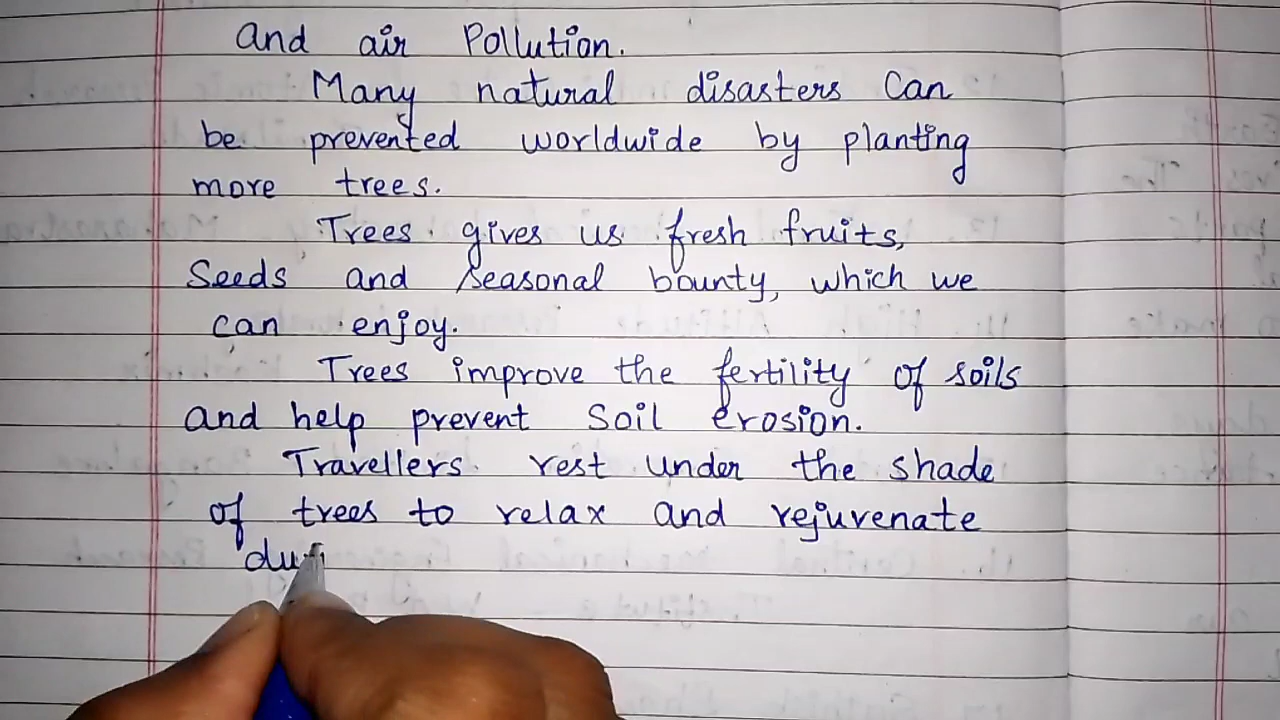 and air Pollution.
Many natural disasters Can
be prevented worldwide by planting
more trees.
Trees gives us fresh fruits,
Seeds and seasonal bounty, which we
can enjoy.
Trees improve the fertility of soils
and help prevent Soil erosion.
Travellers rest under the shade
of trees to relax and rejuvenate